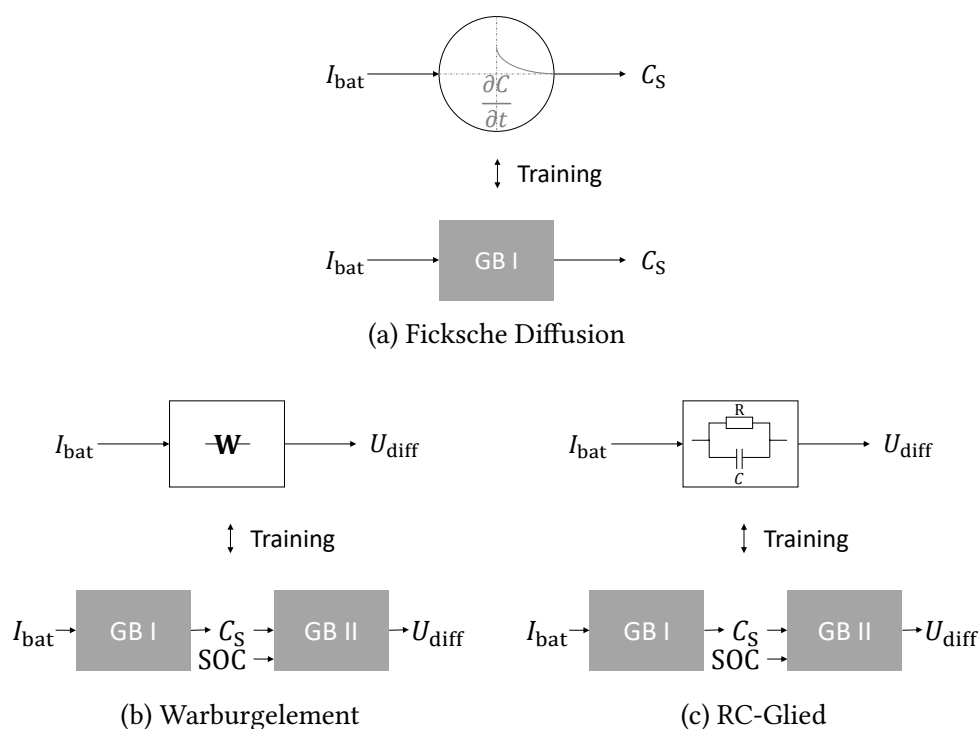 I_bat
∂C
∂t
C_S
Training
I_bat GB I C_S
(a) Ficksche Diffusion
I_bat W U_diff
Training
I_bat GB I C_S GB II U_diff
SOC
(b) Warburgelement
R
I_bat U_diff
C
Training
I_bat GB I C_S GB II U_diff
SOC
(c) RC-Glied